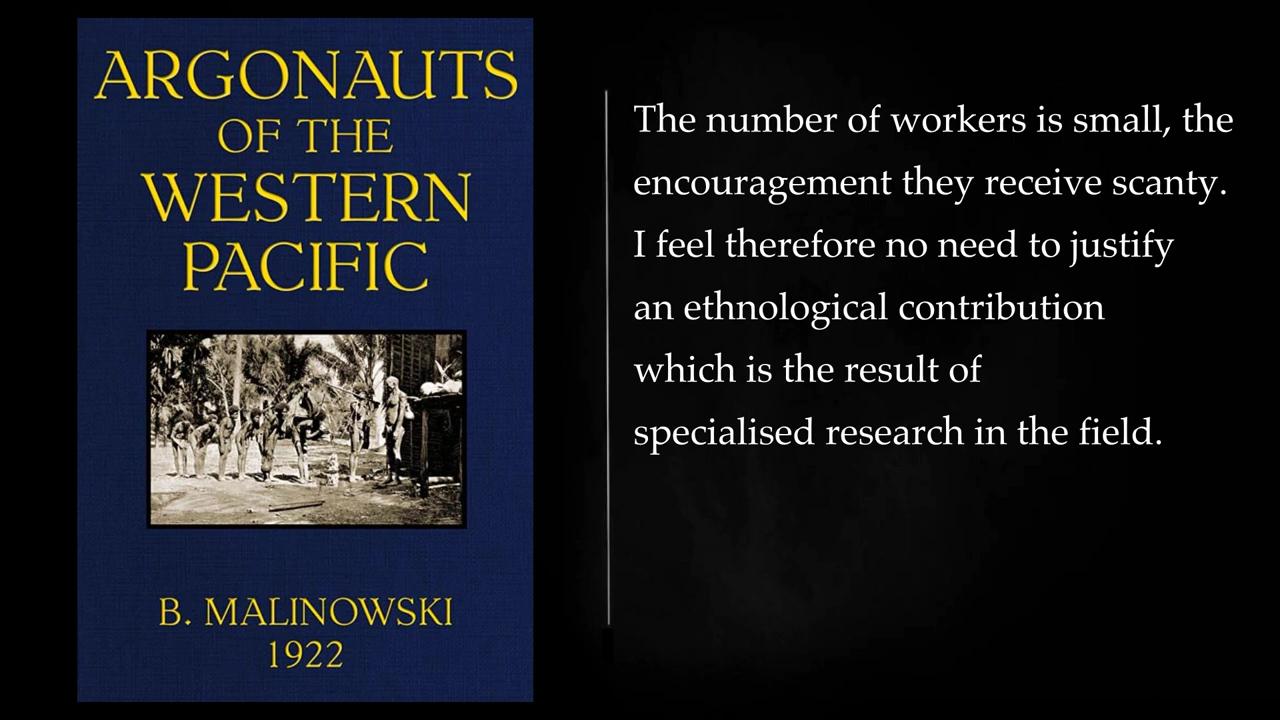 ARGONAUTS
OF THE
WESTERN
PACIFIC
B. MALINOWSKI
1922
The number of workers is small, the
encouragement they receive scanty.
I feel therefore no need to justify
an ethnological contribution
which is the result of
specialised research in the field.